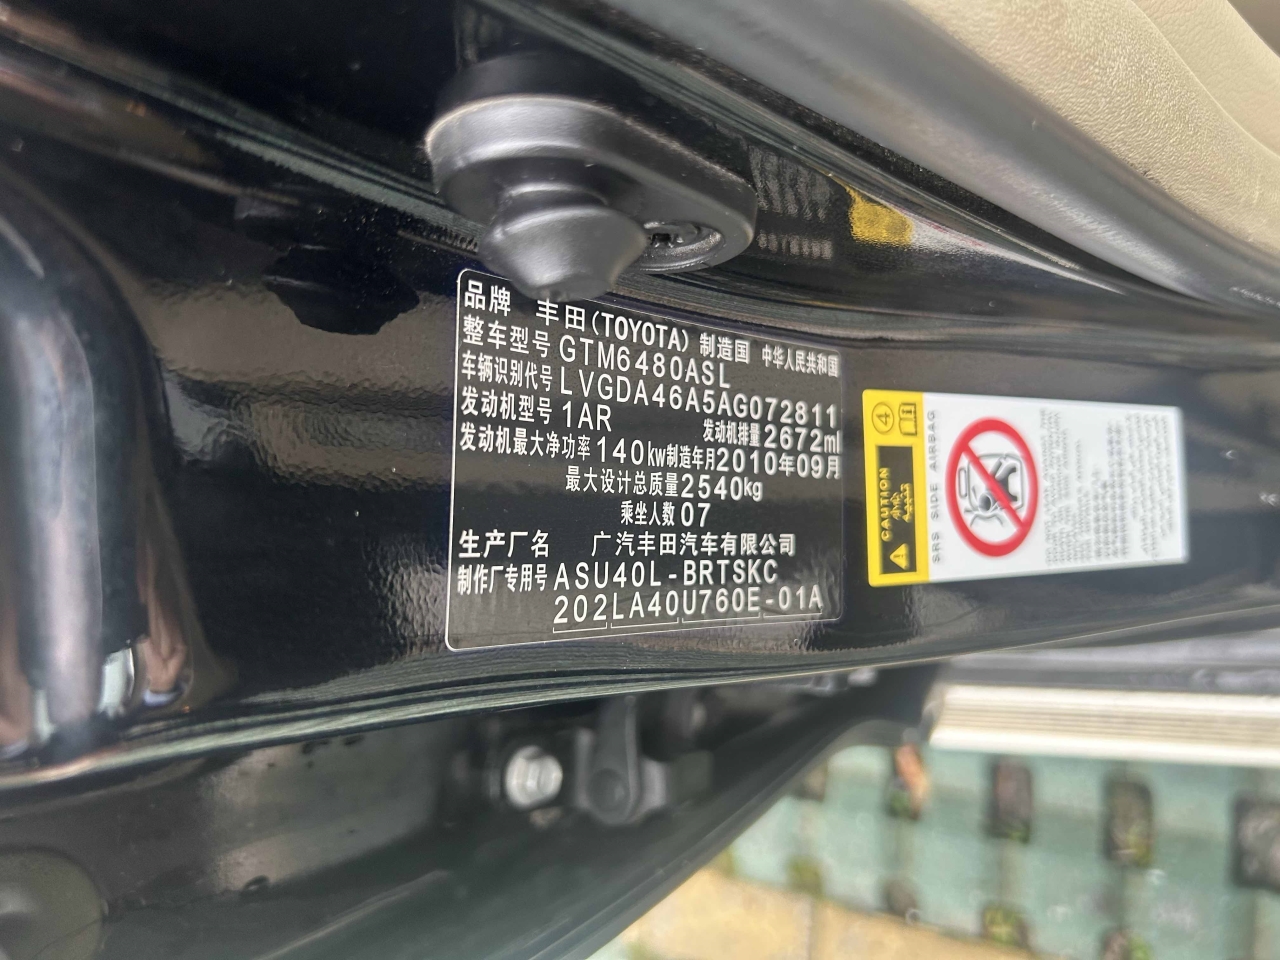 品牌 丰田(TOYOTA) 制造国 中华人民共和国
整车型号 GTM6480ASL
车辆识别代号 LVGDA46A5AG072811
发动机型号 1AR 发动机排量 2672ml
发动机最大净功率 140kw 制造年月 2010年09月
最大设计总质量 2540kg
乘坐人数 07
生产厂名 广汽丰田汽车有限公司
制作厂专用号 ASU40L-BRTSKC
202LA40U760E-01A
4
CAUTION
SRS SIDE AIRBAG